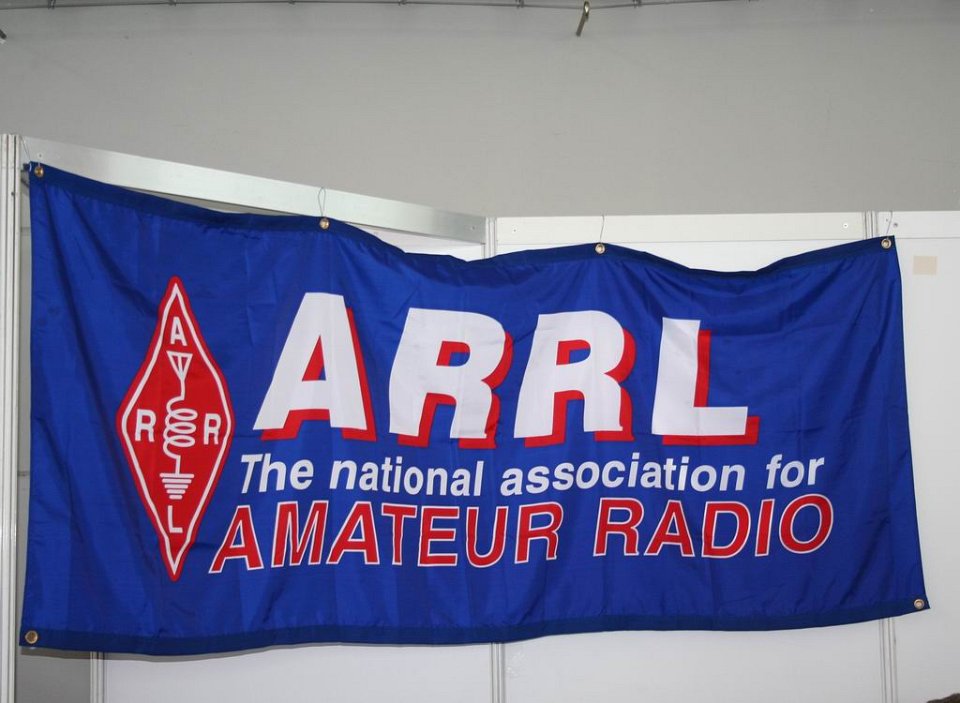 A
R R
L
ARRL
The national association for
AMATEUR RADIO